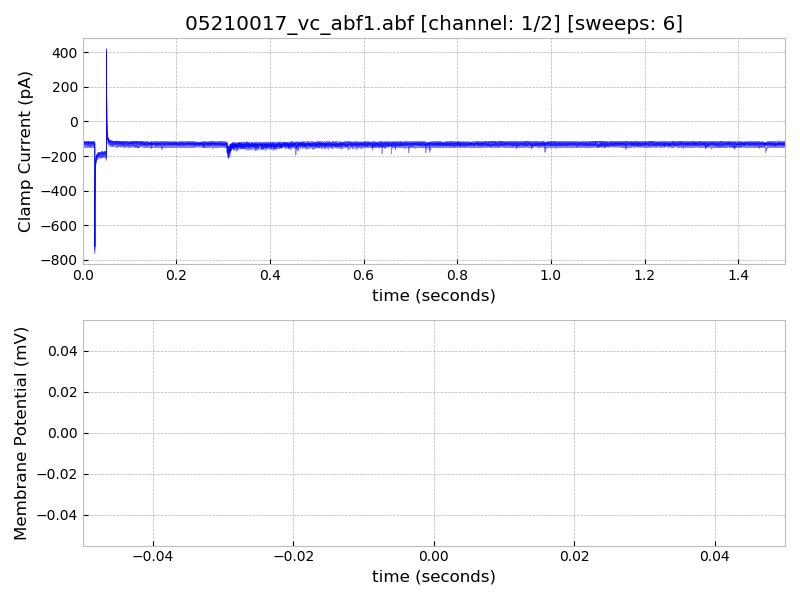 05210017_vc_abf1.abf [channel: 1/2] [sweeps: 6]
Clamp Current (pA)
400
200
0
−200
−400
−600
−800
0.0 0.2 0.4 0.6 0.8 1.0 1.2 1.4
time (seconds)
Membrane Potential (mV)
0.04
0.02
0.00
−0.02
−0.04
−0.04 −0.02 0.00 0.02 0.04
time (seconds)